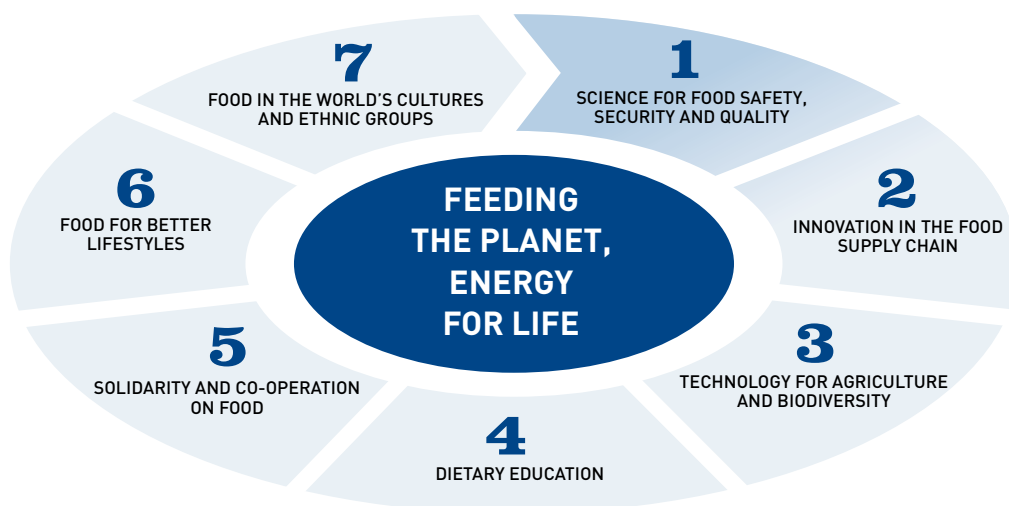 FEEDING
THE PLANET,
ENERGY
FOR LIFE
1
SCIENCE FOR FOOD SAFETY,
SECURITY AND QUALITY
2
INNOVATION IN THE FOOD
SUPPLY CHAIN
3
TECHNOLOGY FOR AGRICULTURE
AND BIODIVERSITY
4
DIETARY EDUCATION
5
SOLIDARITY AND CO-OPERATION
ON FOOD
6
FOOD FOR BETTER
LIFESTYLES
7
FOOD IN THE WORLD'S CULTURES
AND ETHNIC GROUPS